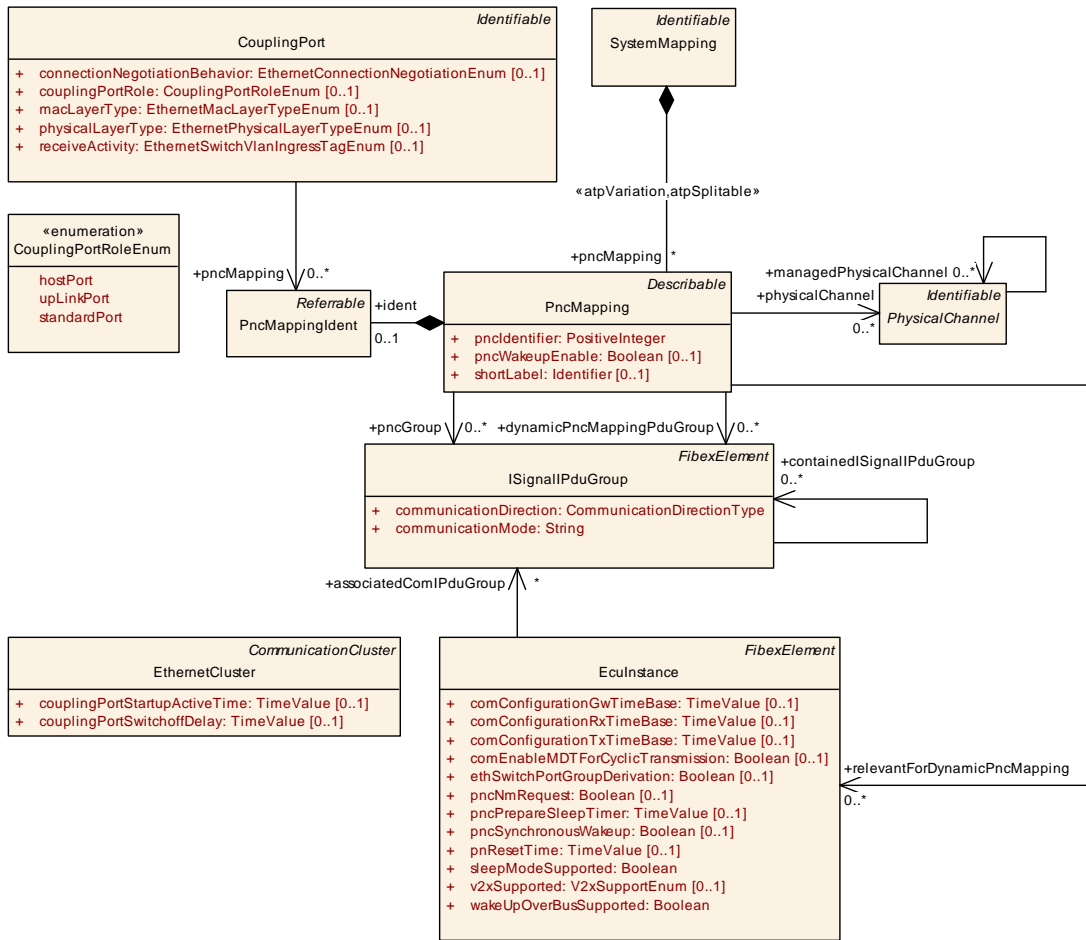 Identifiable
CouplingPort
+ connectionNegotiationBehavior: EthernetConnectionNegotiationEnum [0..1]
+ couplingPortRole: CouplingPortRoleEnum [0..1]
+ macLayerType: EthernetMacLayerTypeEnum [0..1]
+ physicalLayerType: EthernetPhysicalLayerTypeEnum [0..1]
+ receiveActivity: EthernetSwitchVlanIngressTagEnum [0..1]
Identifiable
SystemMapping
«atpVariation,atpSplitable»
«enumeration»
CouplingPortRoleEnum
hostPort
upLinkPort
standardPort
+pncMapping 0..*
+pncMapping *
Referrable
PncMappingIdent
+ident
0..1
Describable
PncMapping
+ pncIdentifier: PositiveInteger
+ pncWakeupEnable: Boolean [0..1]
+ shortLabel: Identifier [0..1]
+managedPhysicalChannel 0..*
+physicalChannel
0..*
Identifiable
PhysicalChannel
+pncGroup 0..*
+dynamicPncMappingPduGroup 0..*
FibexElement
ISignalIPduGroup
+ communicationDirection: CommunicationDirectionType
+ communicationMode: String
+containedISignalIPduGroup
0..*
+associatedComIPduGroup *
CommunicationCluster
EthernetCluster
+ couplingPortStartupActiveTime: TimeValue [0..1]
+ couplingPortSwitchoffDelay: TimeValue [0..1]
FibexElement
EcuInstance
+ comConfigurationGwTimeBase: TimeValue [0..1]
+ comConfigurationRxTimeBase: TimeValue [0..1]
+ comConfigurationTxTimeBase: TimeValue [0..1]
+ comEnableMDTForCyclicTransmission: Boolean [0..1]
+ ethSwitchPortGroupDerivation: Boolean [0..1]
+ pncNmRequest: Boolean [0..1]
+ pncPrepareSleepTimer: TimeValue [0..1]
+ pncSynchronousWakeup: Boolean [0..1]
+ pnResetTime: TimeValue [0..1]
+ sleepModeSupported: Boolean
+ v2xSupported: V2xSupportEnum [0..1]
+ wakeUpOverBusSupported: Boolean
+relevantForDynamicPncMapping
0..*